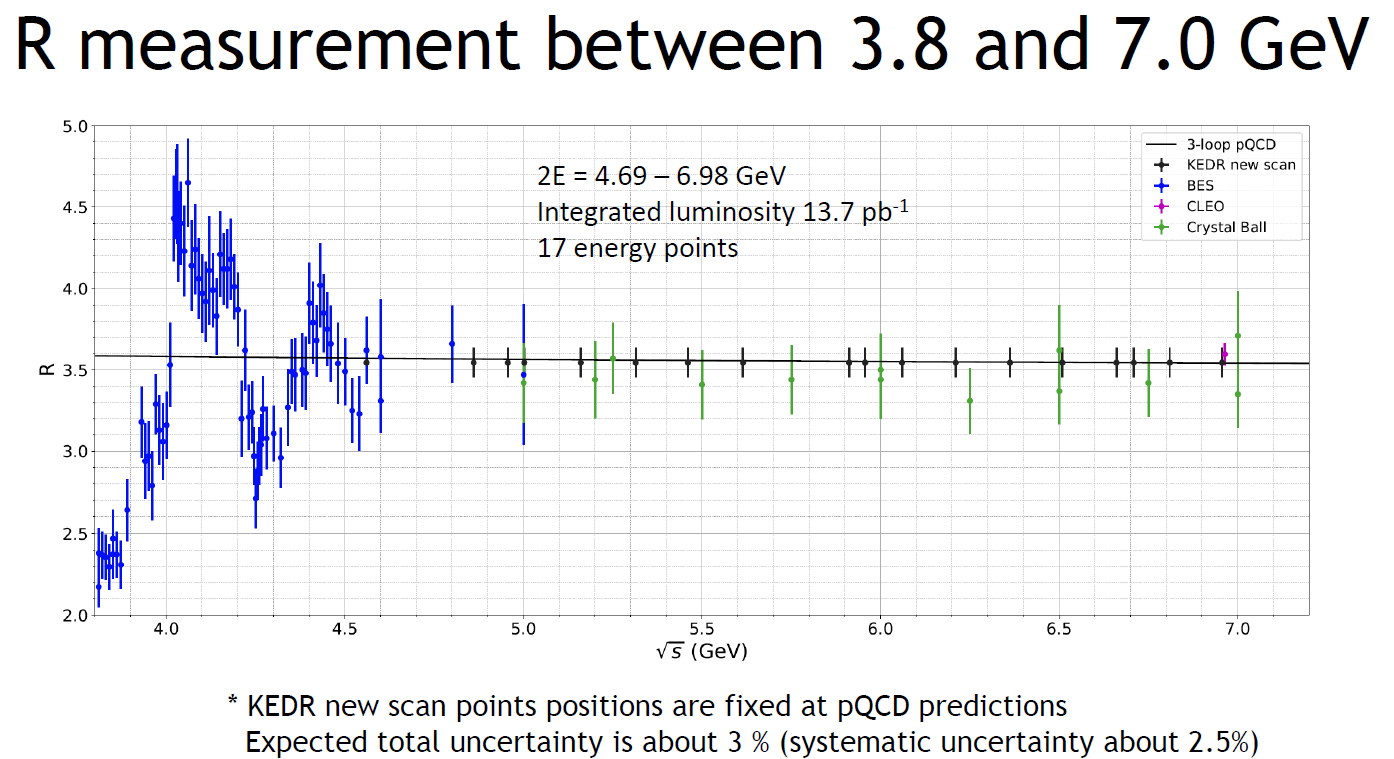 R measurement between 3.8 and 7.0 GeV
5.0
4.5
4.0
3.5
3.0
2.5
2.0
R
2E = 4.69 – 6.98 GeV
Integrated luminosity 13.7 pb⁻¹
17 energy points
3-loop pQCD
KEDR new scan
BES
CLEO
Crystal Ball
4.0 4.5 5.0 5.5 6.0 6.5 7.0
√s (GeV)
* KEDR new scan points positions are fixed at pQCD predictions
Expected total uncertainty is about 3 % (systematic uncertainty about 2.5%)